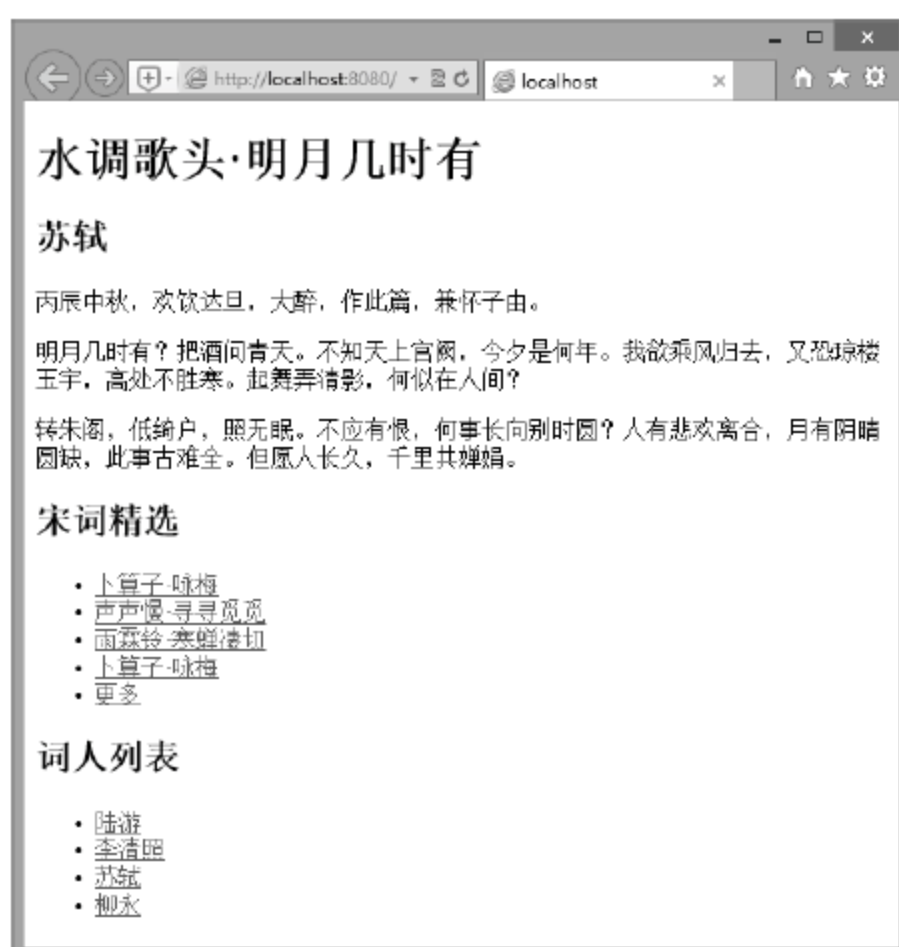 http://localhost:8080/
localhost
水调歌头·明月几时有
苏轼
丙辰中秋，欢饮达旦，大醉，作此篇，兼怀子由。
明月几时有？把酒问青天。不知天上宫阙，今夕是何年。我欲乘风归去，又恐琼楼
玉宇，高处不胜寒。起舞弄清影，何似在人间？
转朱阁，低绮户，照无眠。不应有恨，何事长向别时圆？人有悲欢离合，月有阴晴
圆缺，此事古难全。但愿人长久，千里共婵娟。
宋词精选
卜算子·咏梅
声声慢·寻寻觅觅
雨霖铃·寒蝉凄切
卜算子·咏梅
更多
词人列表
陆游
李清照
苏轼
柳永